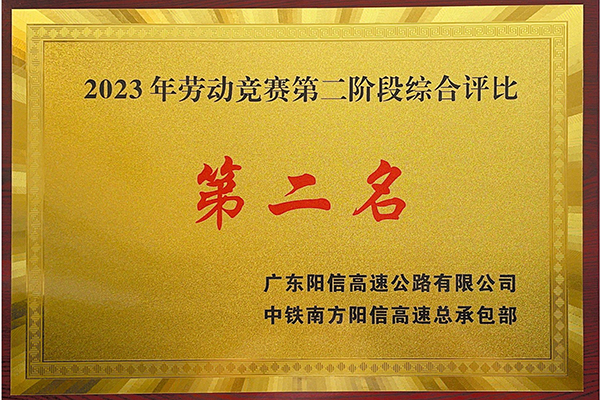 2023年劳动竞赛第二阶段综合评比
第二名
广东阳信高速公路有限公司
中铁南方阳信高速总承包部